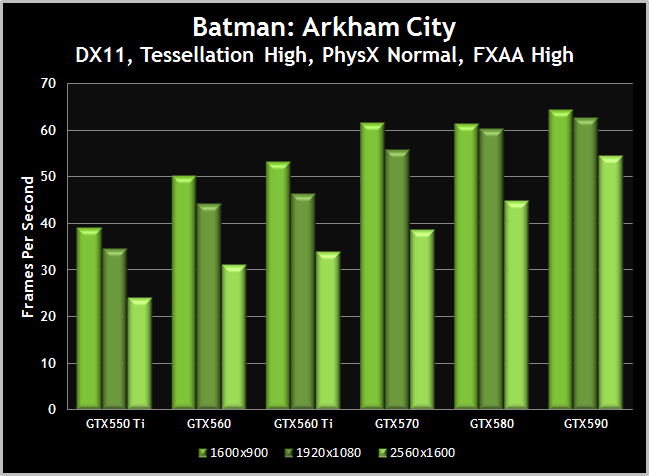 Batman: Arkham City
DX11, Tessellation High, PhysX Normal, FXAA High
Frames Per Second
70
60
50
40
30
20
10
0
GTX550 Ti GTX560 GTX560 Ti GTX570 GTX580 GTX590
1600x900 1920x1080 2560x1600